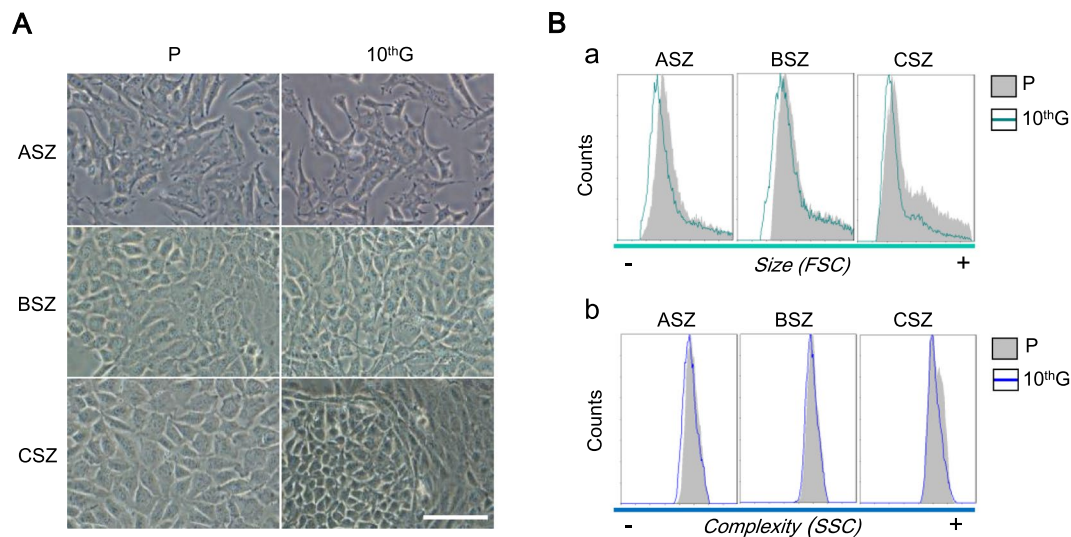 A
P 10ᵗʰG
ASZ
BSZ
CSZ
B
a
ASZ BSZ CSZ
P
10ᵗʰG
Counts
- Size (FSC) +
b
ASZ BSZ CSZ
P
10ᵗʰG
Counts
- Complexity (SSC) +